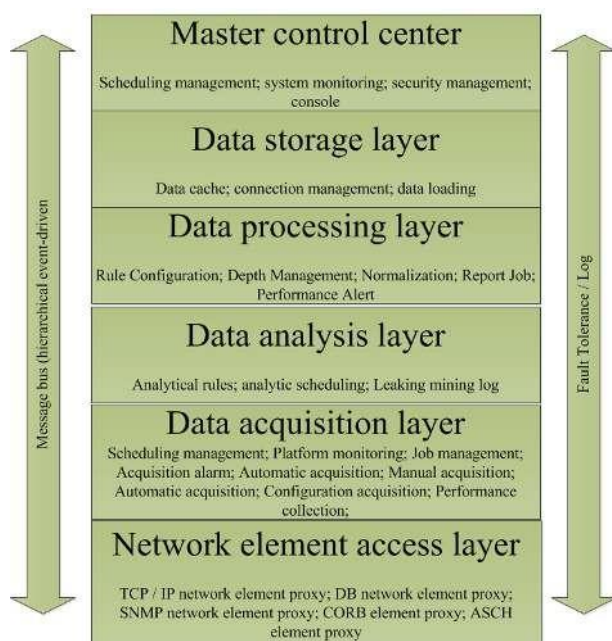 Master control center
Scheduling management; system monitoring; security management;
console
Data storage layer
Data cache; connection management; data loading
Data processing layer
Rule Configuration; Depth Management; Normalization; Report Job;
Performance Alert
Data analysis layer
Analytical rules; analytic scheduling; Leaking mining log
Data acquisition layer
Scheduling management; Platform monitoring; Job management;
Acquisition alarm; Automatic acquisition; Manual acquisition;
Automatic acquisition; Configuration acquisition; Performance
collection;
Network element access layer
TCP / IP network element proxy; DB network element proxy;
SNMP network element proxy; CORB element proxy; ASCH
element proxy
Message bus (hierarchical event-driven
Fault Tolerance / Log